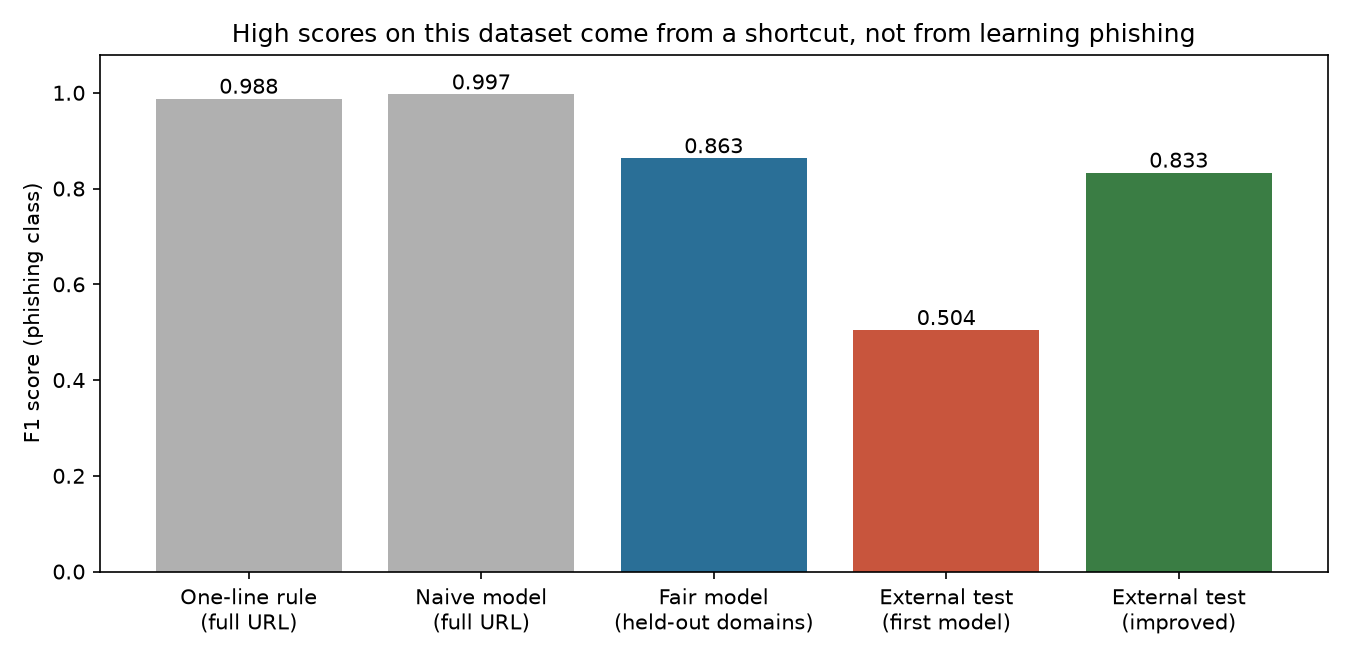 High scores on this dataset come from a shortcut, not from learning phishing
F1 score (phishing class)
1.0
0.8
0.6
0.4
0.2
0.0
0.988
0.997
0.863
0.504
0.833
One-line rule
(full URL)
Naive model
(full URL)
Fair model
(held-out domains)
External test
(first model)
External test
(improved)